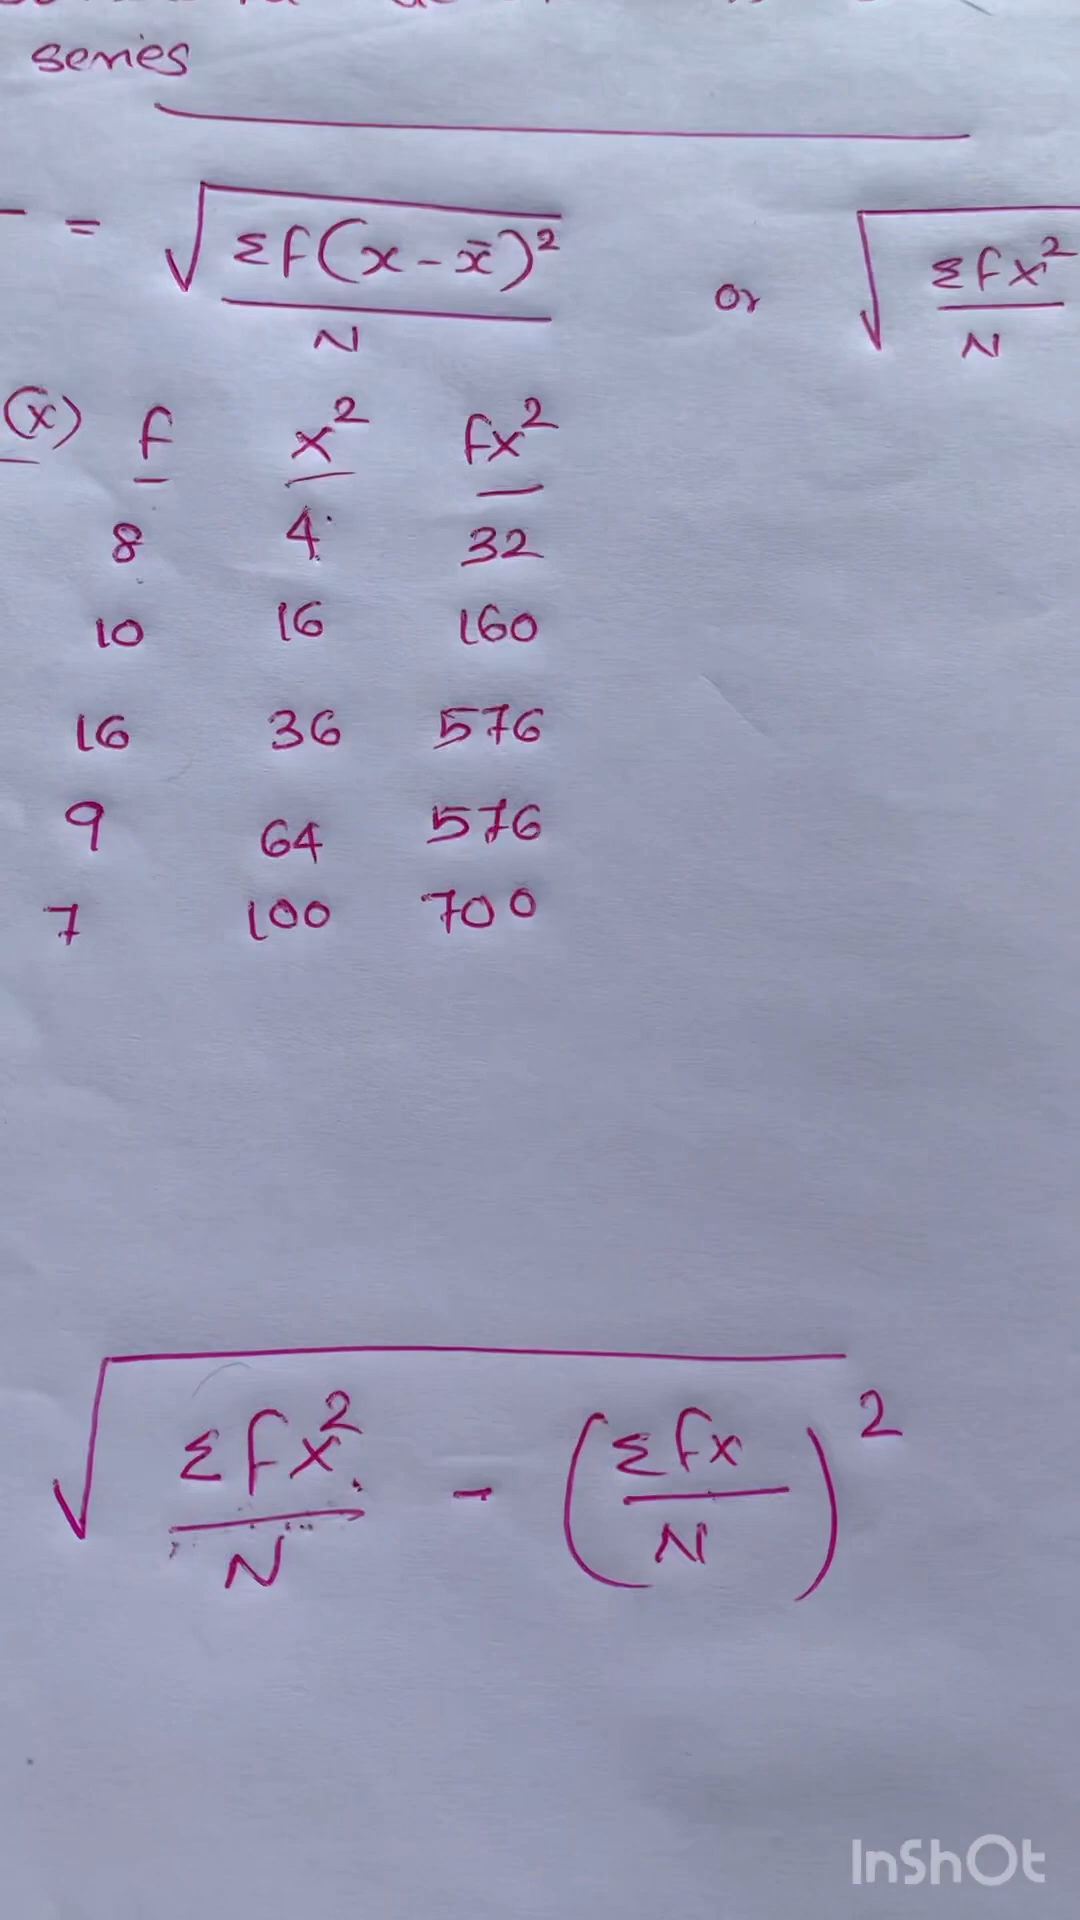 series
= √ Σf(x-x̄)² / N or √ Σfx² / N
(x) f x² fx²
8 4 32
10 16 160
16 36 576
9 64 576
7 100 700
√ Σfx² / N - (Σfx / N)²
InShOt